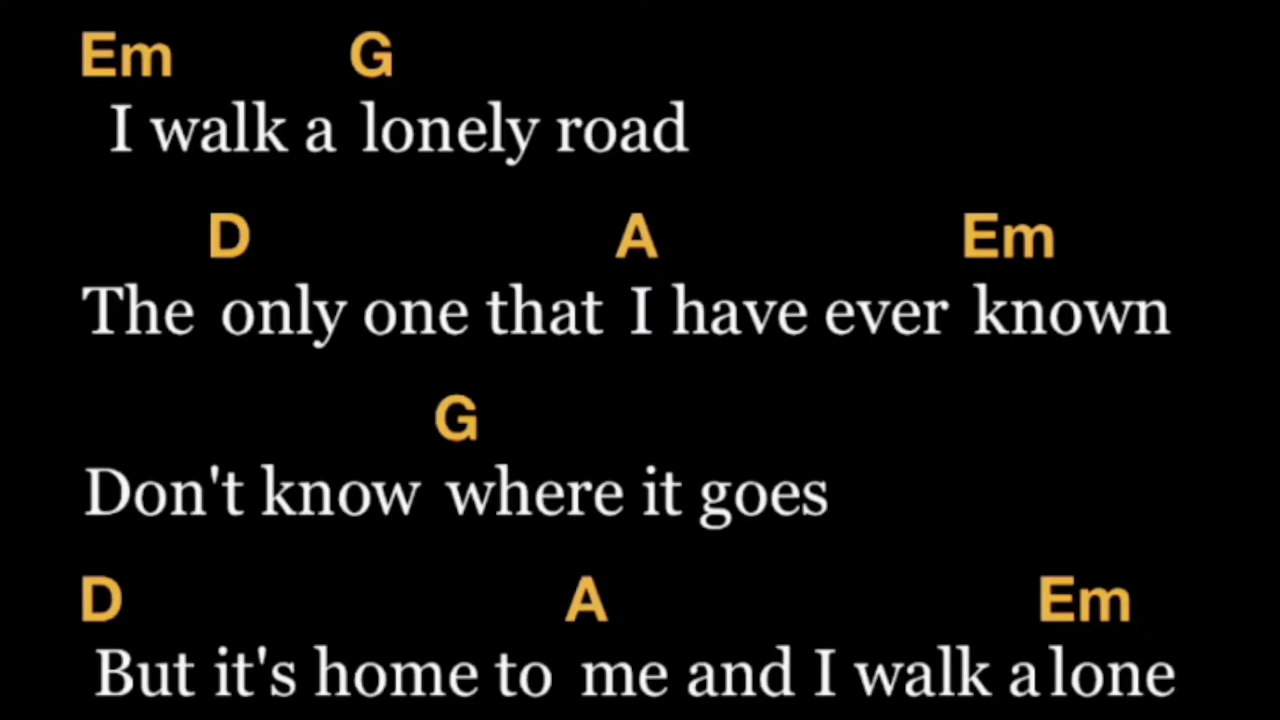 Em G
I walk a lonely road
D A Em
The only one that I have ever known
G
Don't know where it goes
D A Em
But it's home to me and I walk alone